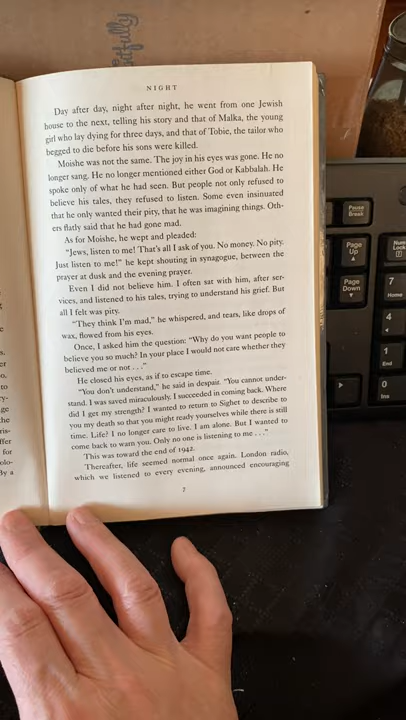 NIGHT
Day after day, night after night, he went from one Jewish
house to the next, telling his story and that of Malka, the young
girl who lay dying for three days, and that of Tobie, the tailor who
begged to die before his sons were killed.
Moishe was not the same. The joy in his eyes was gone. He no
longer sang. He no longer mentioned either God or Kabbalah. He
spoke only of what he had seen. But people not only refused to
believe his tales, they refused to listen. Some even insinuated
that he only wanted their pity, that he was imagining things. Oth-
ers flatly said that he had gone mad.
As for Moishe, he wept and pleaded:
"Jews, listen to me! That's all I ask of you. No money. No pity.
Just listen to me!" he kept shouting in synagogue, between the
prayer at dusk and the evening prayer.
Even I did not believe him. I often sat with him, after ser-
vices, and listened to his tales, trying to understand his grief. But
all I felt was pity.
"They think I'm mad," he whispered, and tears, like drops of
wax, flowed from his eyes.
Once, I asked him the question: "Why do you want people to
believe you so much? In your place I would not care whether they
believed me or not . . ."
He closed his eyes, as if to escape time.
"You don't understand," he said in despair. "You cannot under-
stand. I was saved miraculously. I succeeded in coming back. Where
did I get my strength? I wanted to return to Sighet to describe to
you my death so that you might ready yourselves while there is still
time. Life? I no longer care to live. I am alone. But I wanted to
come back to warn you. Only no one is listening to me . . ."
This was toward the end of 1942.
Thereafter, life seemed normal once again. London radio,
which we listened to every evening, announced encouraging
7
Pause
Break
Page
Up
Page
Down
Num
Lock
7
Home
4
1
End
0
Ins